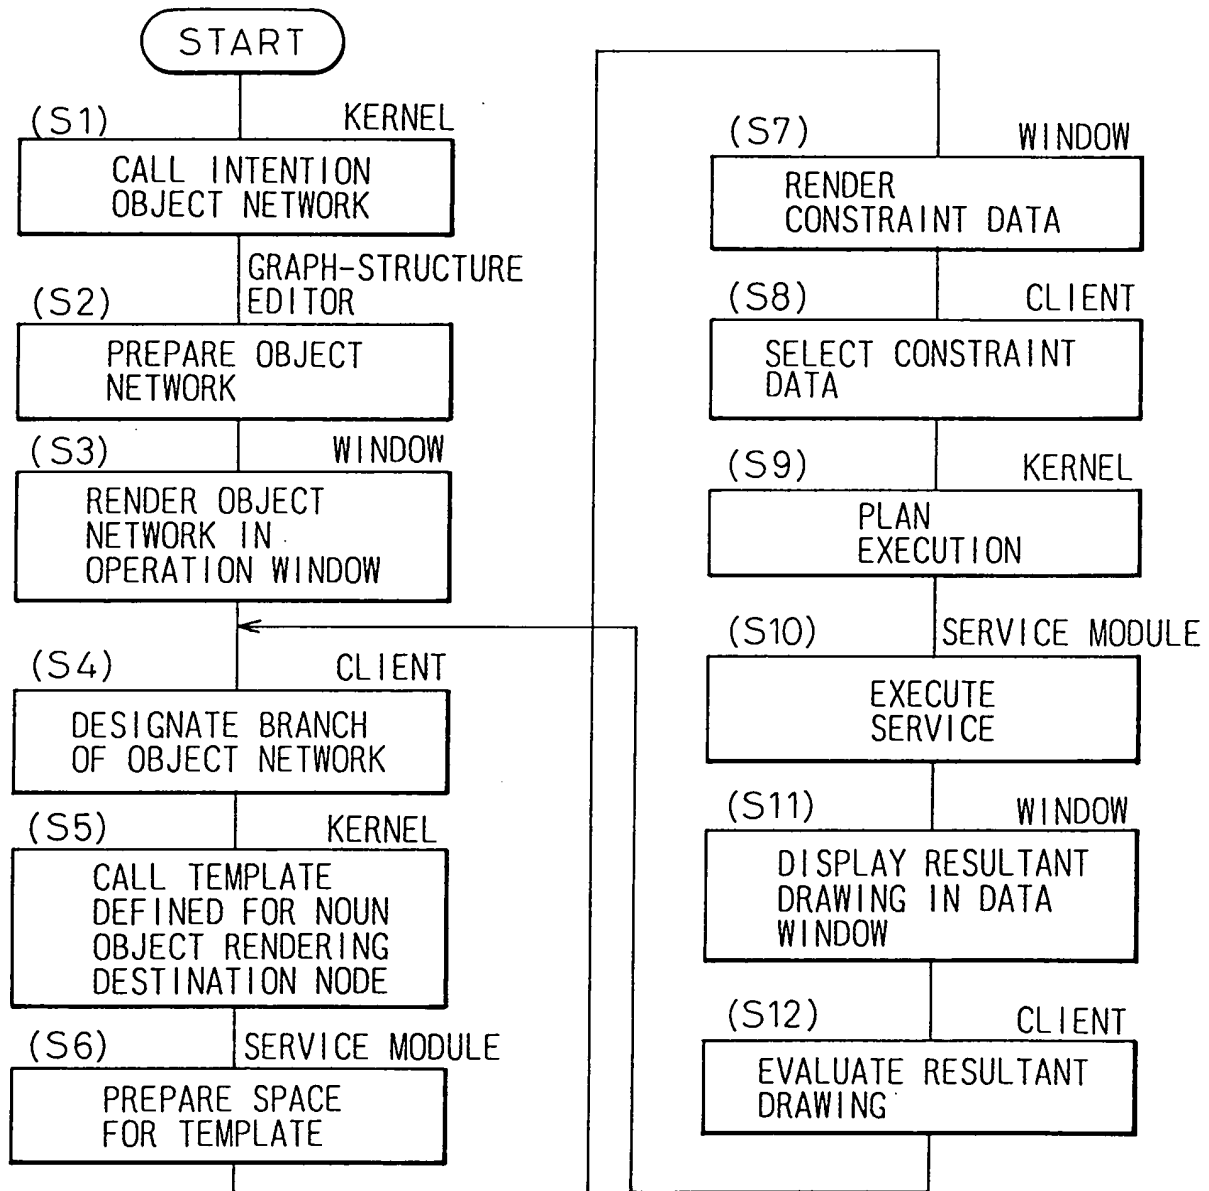 START
(S1) KERNEL
CALL INTENTION
OBJECT NETWORK
GRAPH-STRUCTURE
(S2) EDITOR
PREPARE OBJECT
NETWORK
(S3) WINDOW
RENDER OBJECT
NETWORK IN
OPERATION WINDOW
(S4) CLIENT
DESIGNATE BRANCH
OF OBJECT NETWORK
(S5) KERNEL
CALL TEMPLATE
DEFINED FOR NOUN
OBJECT RENDERING
DESTINATION NODE
(S6) SERVICE MODULE
PREPARE SPACE
FOR TEMPLATE
(S7) WINDOW
RENDER
CONSTRAINT DATA
(S8) CLIENT
SELECT CONSTRAINT
DATA
(S9) KERNEL
PLAN
EXECUTION
(S10) SERVICE MODULE
EXECUTE
SERVICE
(S11) WINDOW
DISPLAY RESULTANT
DRAWING IN DATA
WINDOW
(S12) CLIENT
EVALUATE RESULTANT
DRAWING